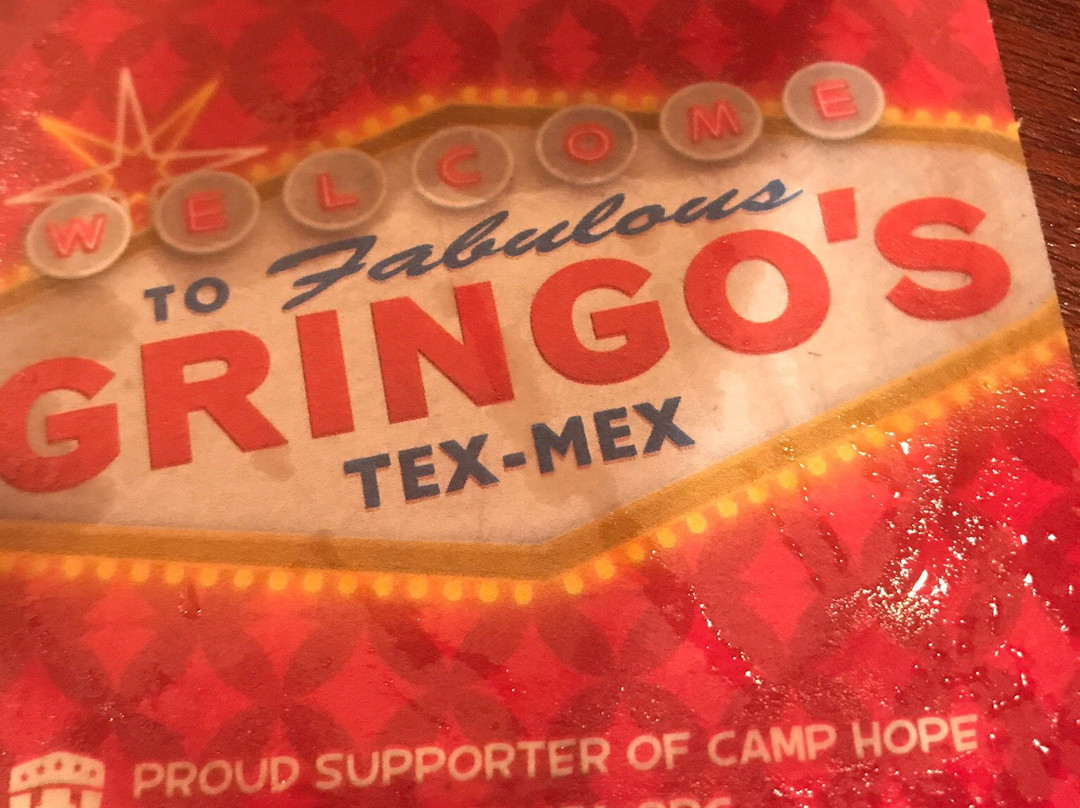 WELCOME
TO Fabulous
GRINGO'S
TEX-MEX
PROUD SUPPORTER OF CAMP HOPE